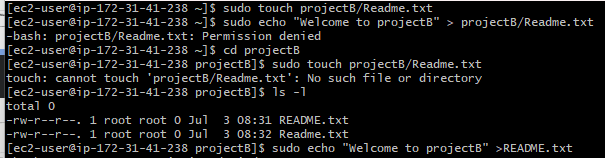 [ec2-user@ip-172-31-41-238 ~]$ sudo touch projectB/Readme.txt
[ec2-user@ip-172-31-41-238 ~]$ sudo echo "Welcome to projectB" > projectB/Readme.txt
-bash: projectB/Readme.txt: Permission denied
[ec2-user@ip-172-31-41-238 ~]$ cd projectB
[ec2-user@ip-172-31-41-238 projectB]$ sudo touch projectB/Readme.txt
touch: cannot touch 'projectB/Readme.txt': No such file or directory
[ec2-user@ip-172-31-41-238 projectB]$ ls -l
total 0
-rw-r--r--. 1 root root 0 Jul  3 08:31 README.txt
-rw-r--r--. 1 root root 0 Jul  3 08:32 Readme.txt
[ec2-user@ip-172-31-41-238 projectB]$ sudo echo "Welcome to projectB" >README.txt